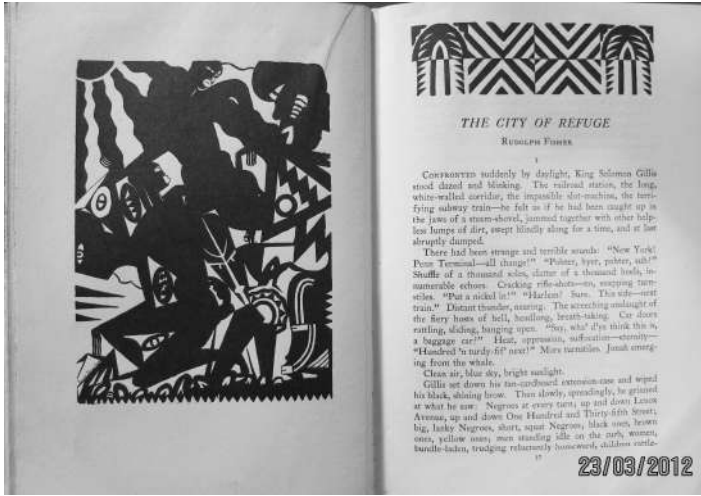 THE CITY OF REFUGE
RUDOLPH FISHER
I
CONFRONTED suddenly by daylight, King Solomon Gillis
stood dazed and blinking. The railroad station, the long,
white-walled corridor, the impassible slot-machine, the terri-
fying subway train—he felt as if he had been caught up in
the jaws of a steam-shovel, jammed together with other help-
less lumps of dirt, swept blindly along for a time, and at last
abruptly dumped.
There had been strange and terrible sounds: "New York!
Penn Terminal—all change!" "Pohter, hyer, pohter, suh?"
Shuffle of a thousand soles, clatter of a thousand heels, in-
numerable echoes. Cracking rifle-shots—no, snapping turn-
stiles. "Put a nickel in!" "Harlem? Sure. This side—next
train." Distant thunder, nearing. The screeching onslaught of
the fiery hosts of hell, headlong, breath-taking. Car doors
rattling, sliding, banging open. "Say, wha' d'ye think this is,
a baggage car?" Heat, oppression, suffocation—eternity—
"Hundred 'n turdy-fif' next!" More turnstiles. Jonah emerg-
ing from the whale.
Clean air, blue sky, bright sunlight.
Gillis set down his tan-cardboard extension-case and wiped
his black, shining brow. Then slowly, spreadingly, he grinned
at what he saw: Negroes at every turn; up and down Lenox
Avenue, up and down One Hundred and Thirty-fifth Street;
big, lanky Negroes, short, squat Negroes; black ones, brown
ones, yellow ones; men standing idle on the curb, women,
bundle-laden, trudging reluctantly homeward, children rattle-
57
23/03/2012